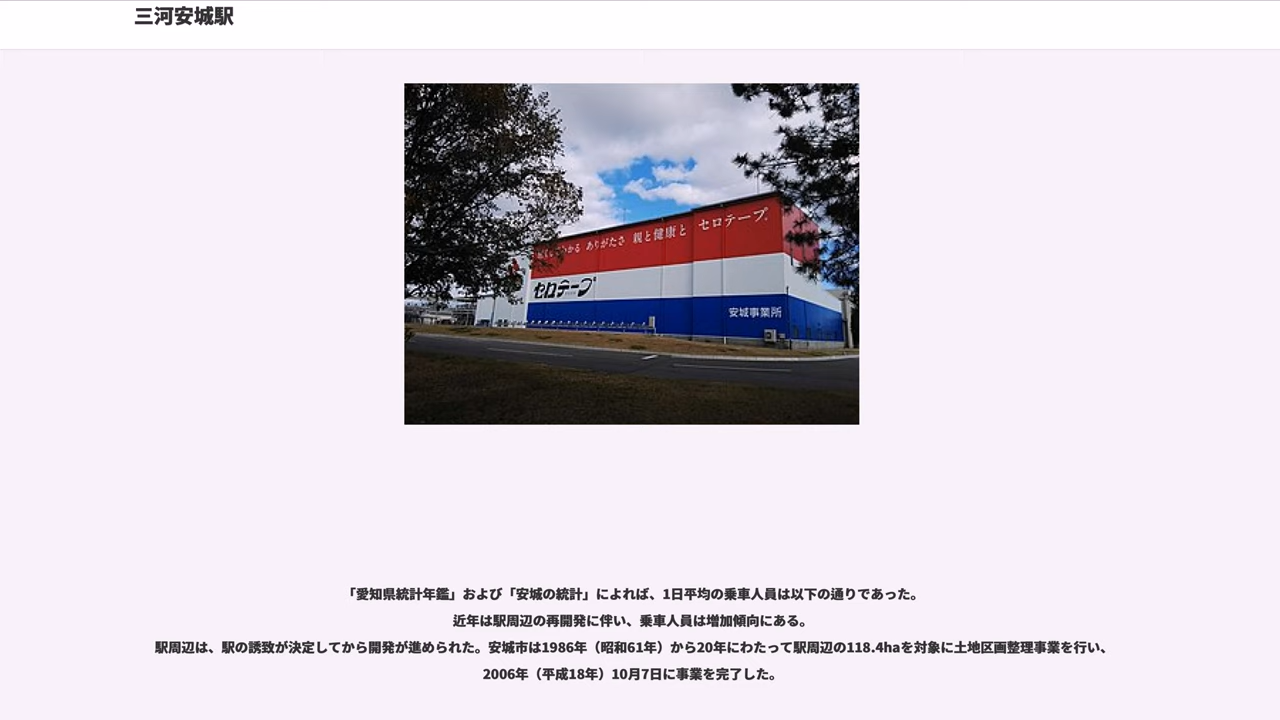 三河安城駅
かる ありがたさ 親と健康と セロテープ
セロテープ
安城事業所
「愛知県統計年鑑」および「安城の統計」によれば、1日平均の乗車人員は以下の通りであった。
近年は駅周辺の再開発に伴い、乗車人員は増加傾向にある。
駅周辺は、駅の誘致が決定してから開発が進められた。安城市は1986年（昭和61年）から20年にわたって駅周辺の118.4haを対象に土地区画整理事業を行い、
2006年（平成18年）10月7日に事業を完了した。